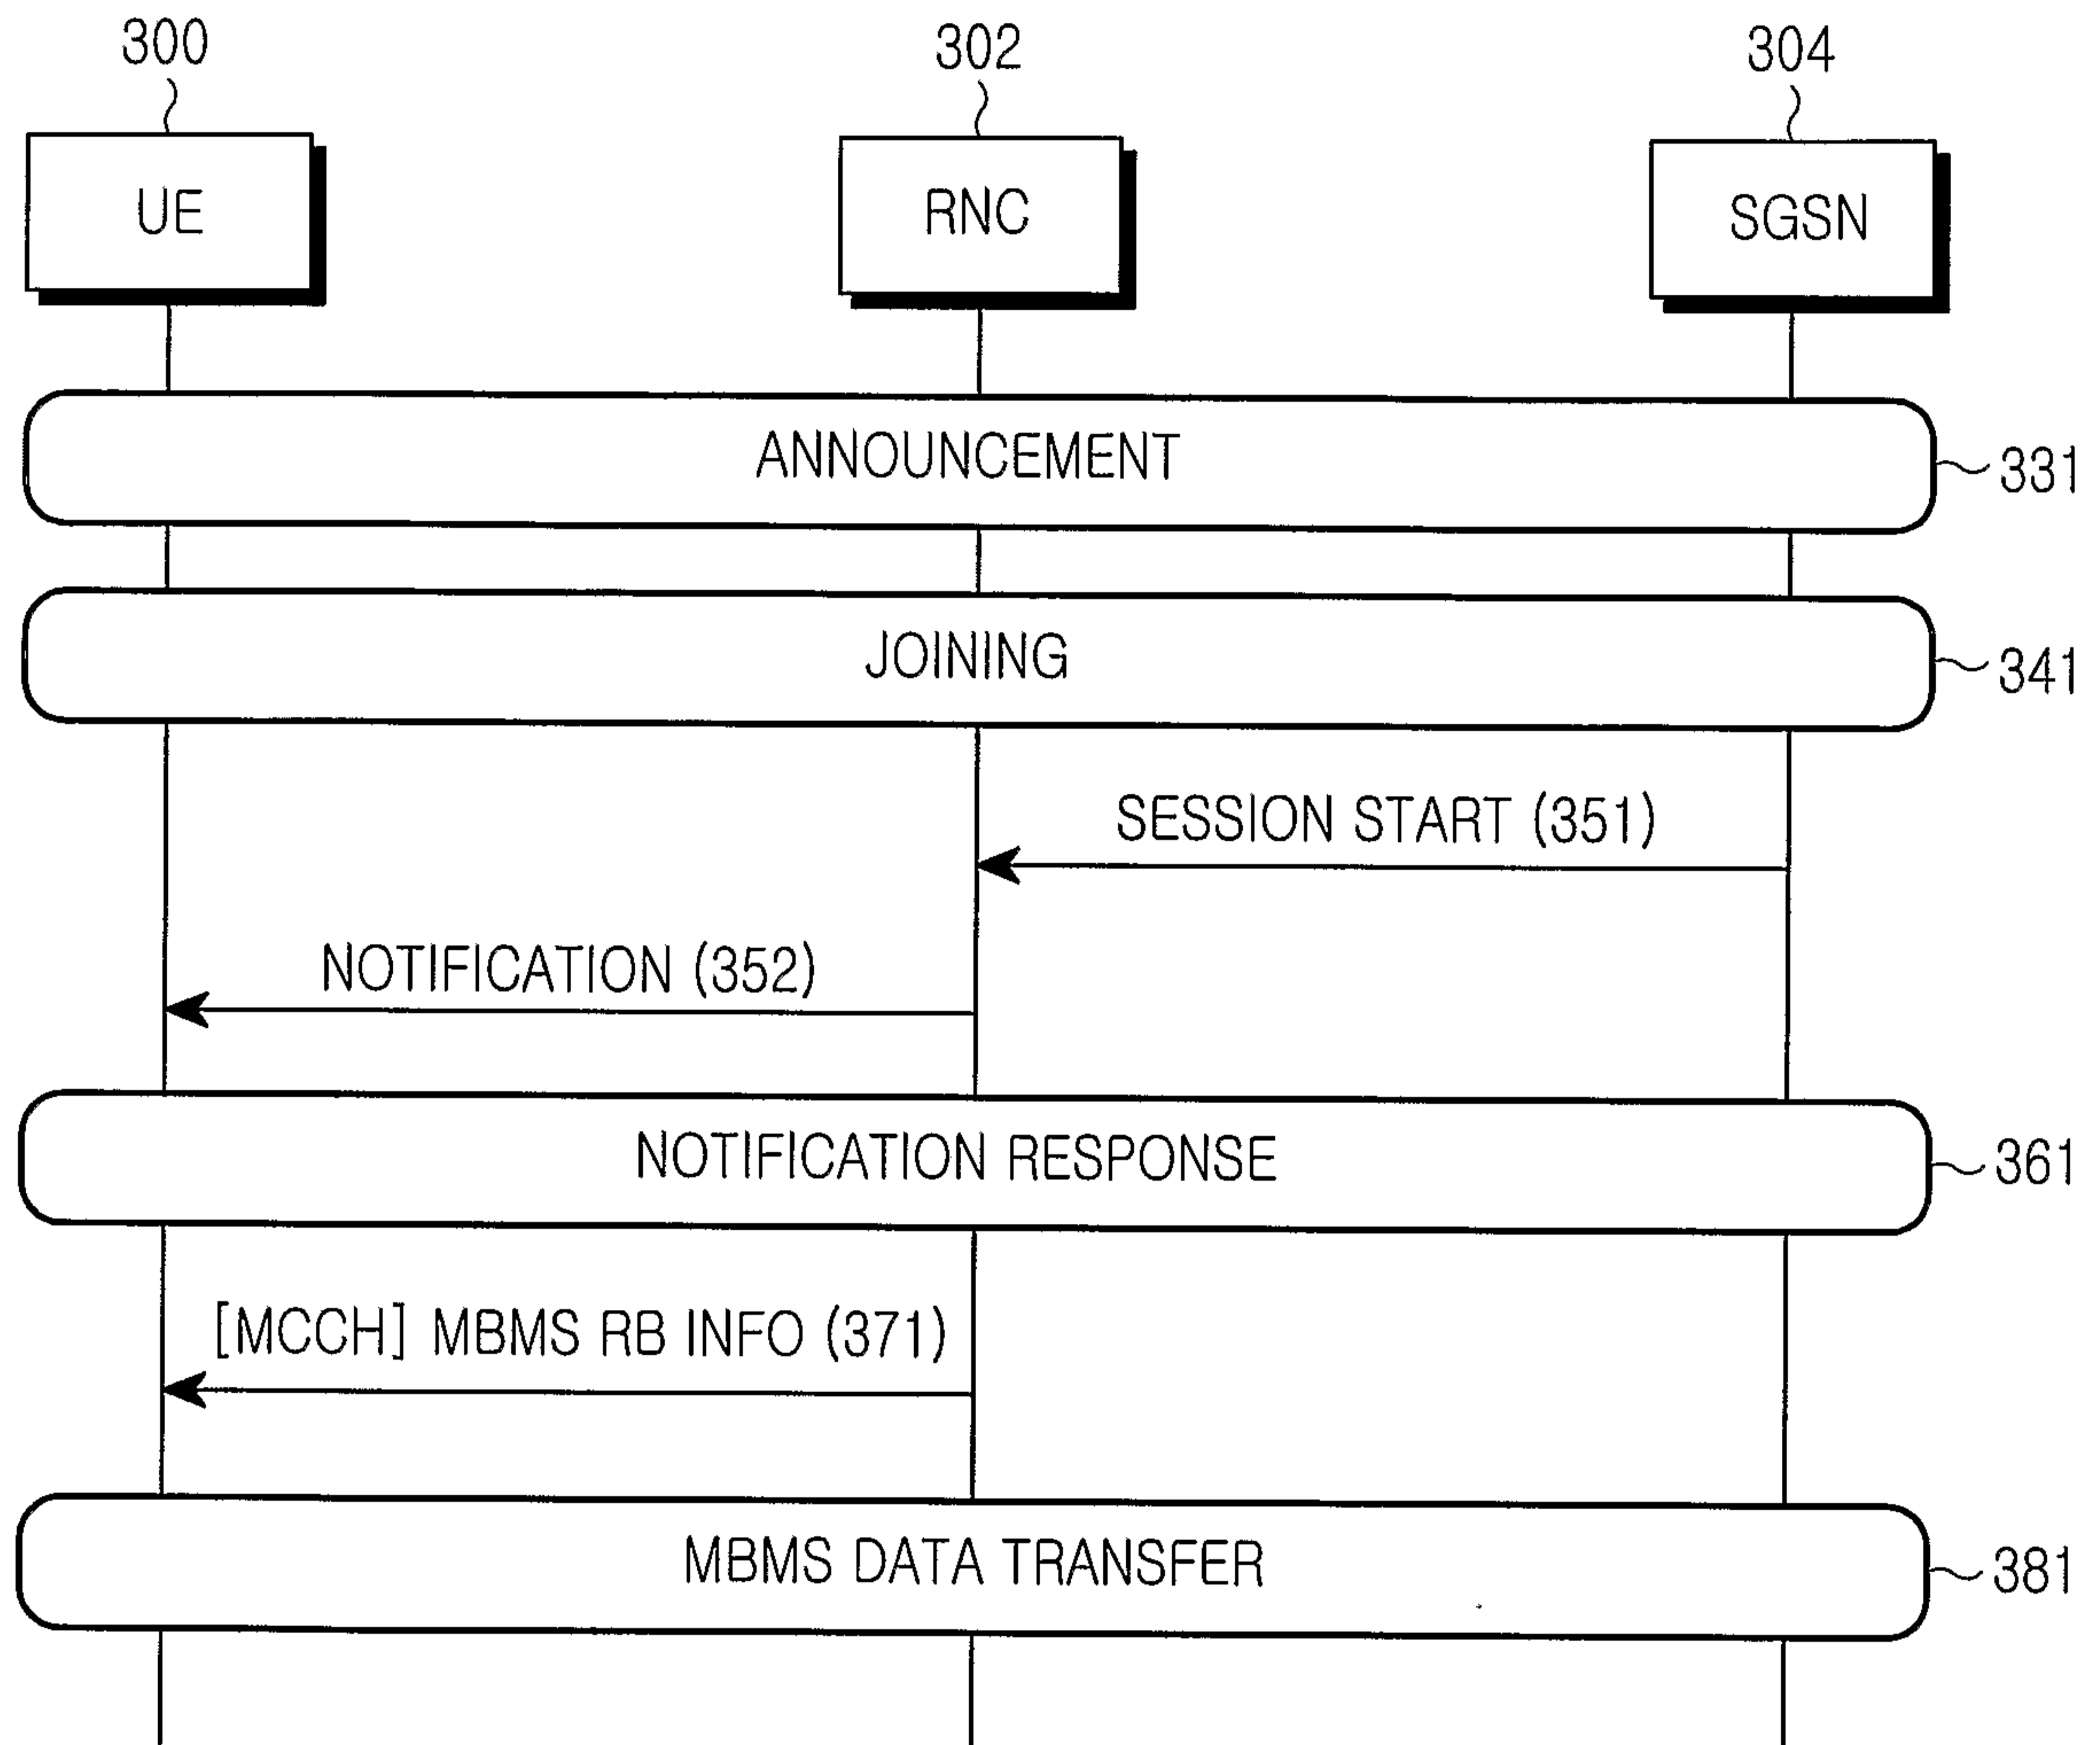 300
302
304
UE
RNC
SGSN
ANNOUNCEMENT
331
JOINING
341
SESSION START (351)
NOTIFICATION (352)
NOTIFICATION RESPONSE
361
[MCCH] MBMS RB INFO (371)
MBMS DATA TRANSFER
381